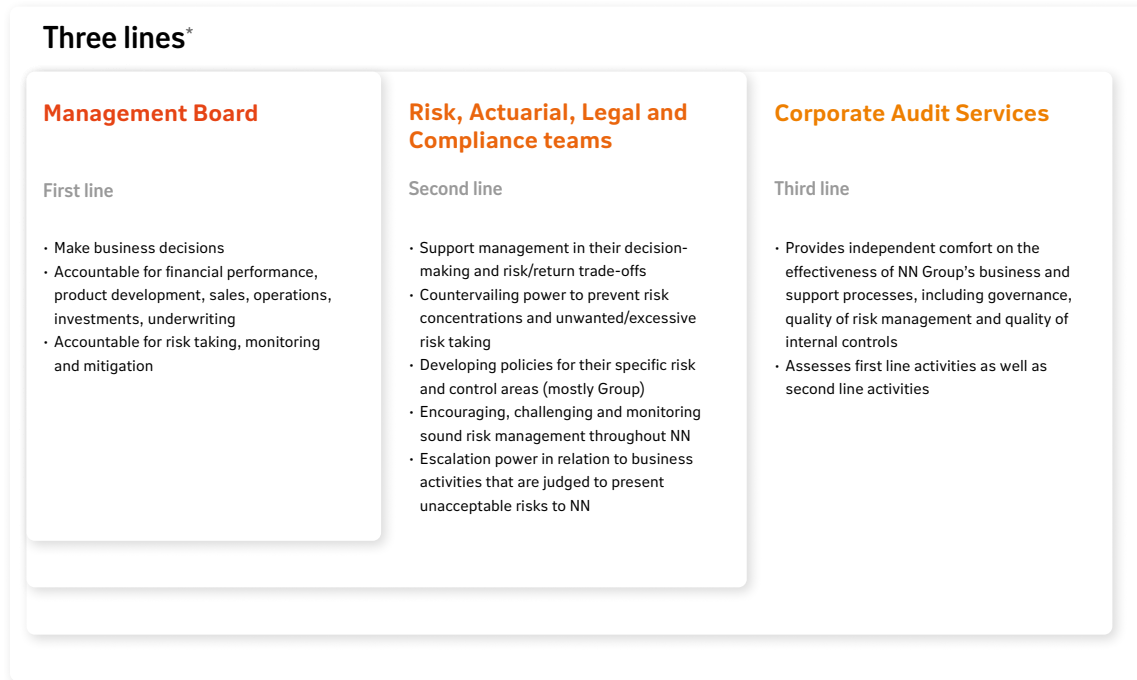 Three lines*
Management Board
First line
· Make business decisions
· Accountable for financial performance,
product development, sales, operations,
investments, underwriting
· Accountable for risk taking, monitoring
and mitigation
Risk, Actuarial, Legal and
Compliance teams
Second line
· Support management in their decision-
making and risk/return trade-offs
· Countervailing power to prevent risk
concentrations and unwanted/excessive
risk taking
· Developing policies for their specific risk
and control areas (mostly Group)
· Encouraging, challenging and monitoring
sound risk management throughout NN
· Escalation power in relation to business
activities that are judged to present
unacceptable risks to NN
Corporate Audit Services
Third line
· Provides independent comfort on the
effectiveness of NN Group’s business and
support processes, including governance,
quality of risk management and quality of
internal controls
· Assesses first line activities as well as
second line activities